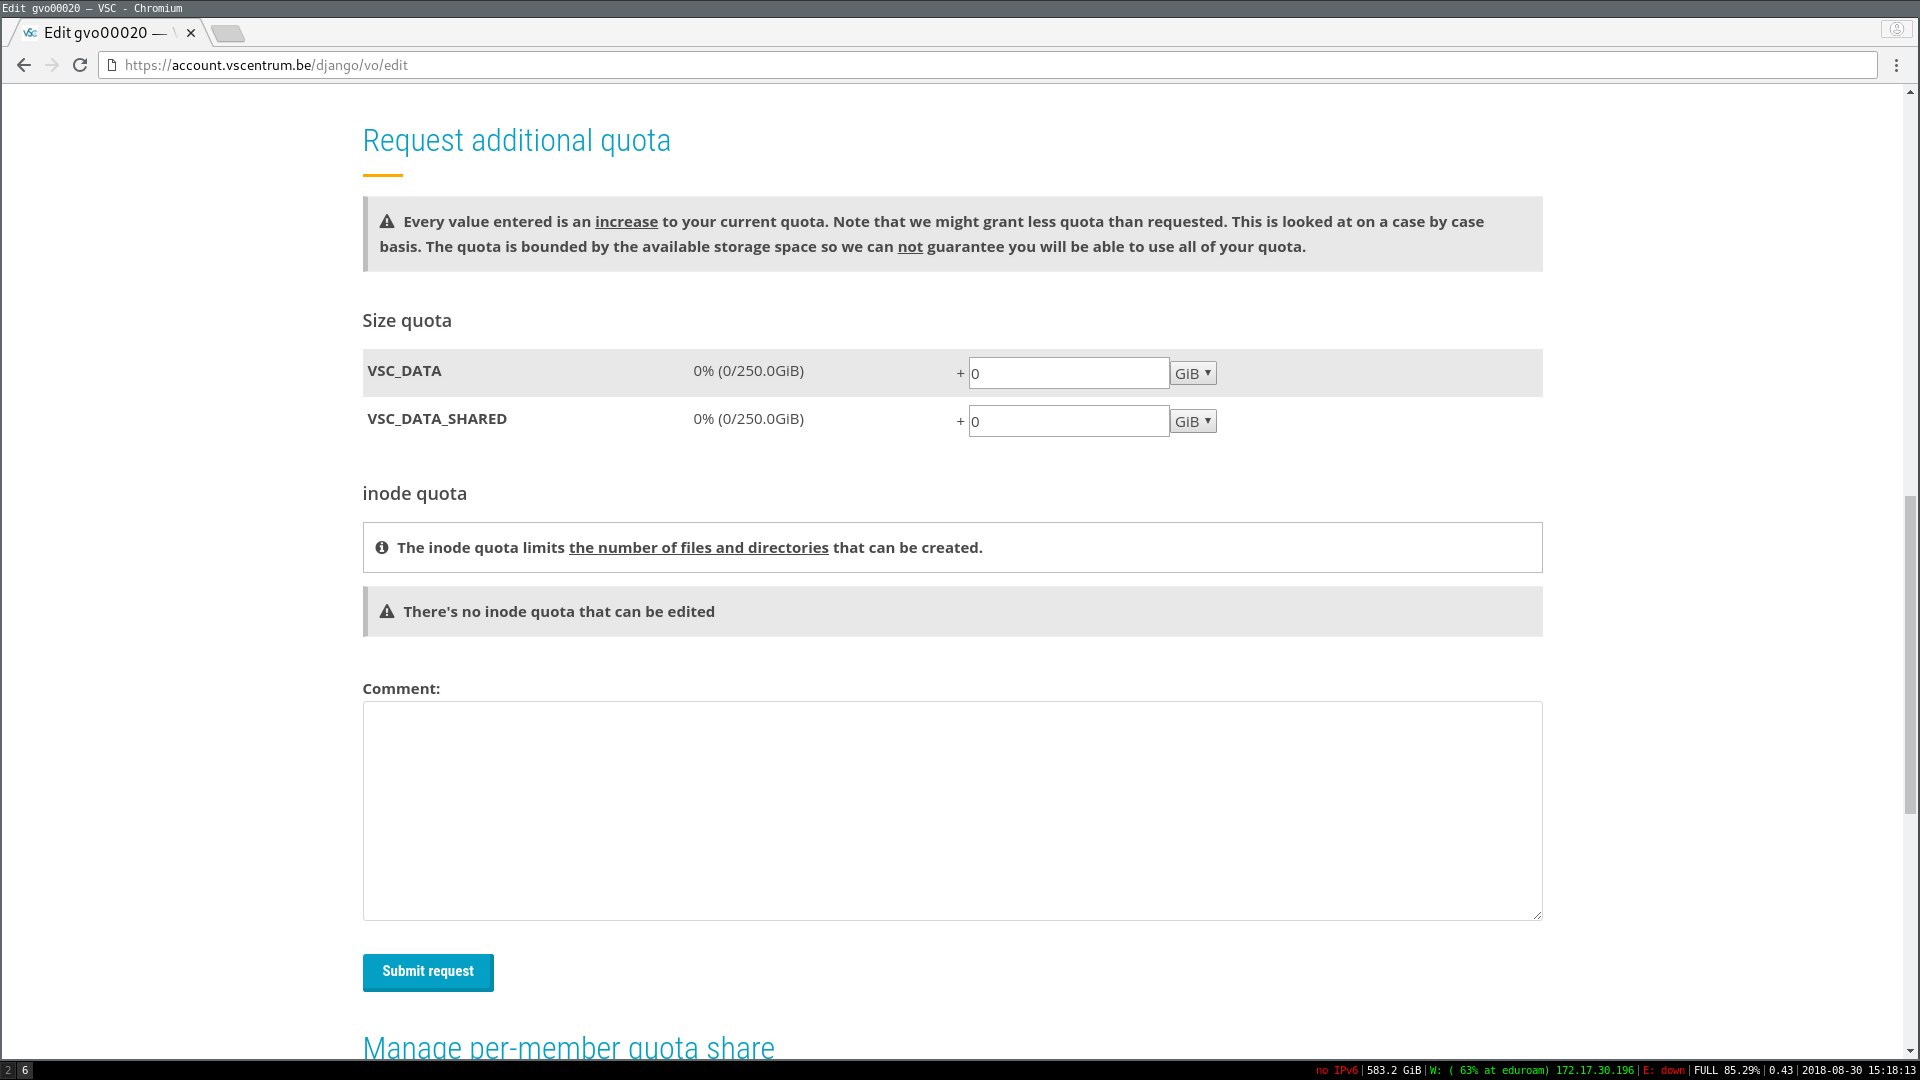 Edit gvo00020 — VSC - Chromium
vsc Edit gvo00020 —
https://account.vscentrum.be/django/vo/edit
Request additional quota
Every value entered is an increase to your current quota. Note that we might grant less quota than requested. This is looked at on a case by case
basis. The quota is bounded by the available storage space so we can not guarantee you will be able to use all of your quota.
Size quota
VSC_DATA 0% (0/250.0GiB) + 0 GiB
VSC_DATA_SHARED 0% (0/250.0GiB) + 0 GiB
inode quota
The inode quota limits the number of files and directories that can be created.
There's no inode quota that can be edited
Comment:
Submit request
Manage per-member quota share
2 6 no IPv6|583.2 GiB|W: ( 63% at eduroam) 172.17.30.196|E: down|FULL 85.29%|0.43|2018-08-30 15:18:13